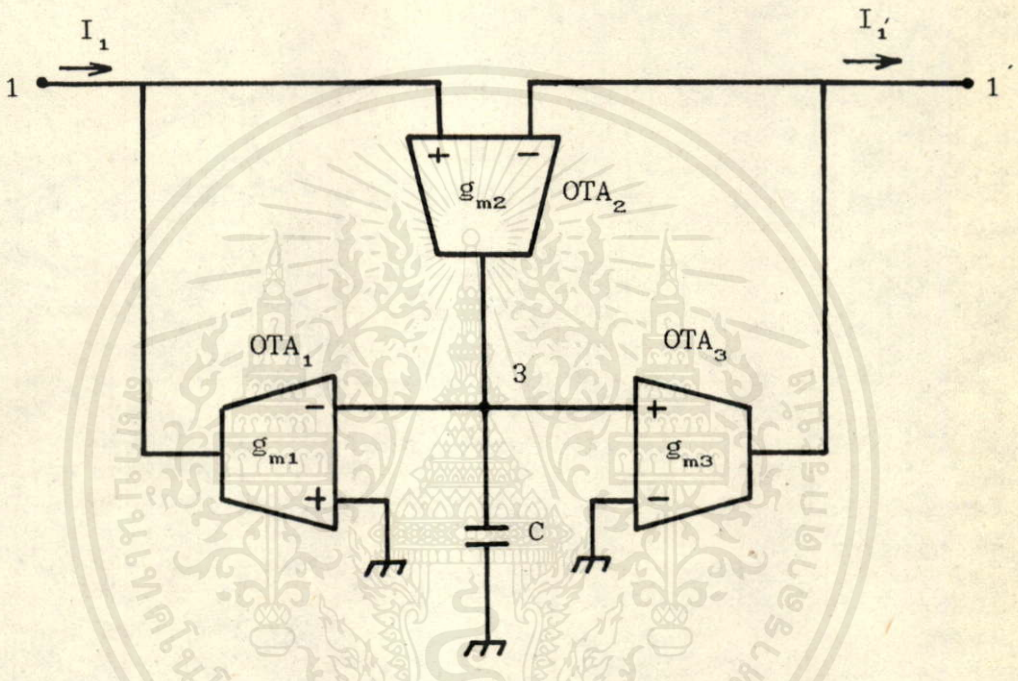 I₁
I₁′
1
1′
+
−
gₘ₂
OTA₂
OTA₁
OTA₃
3
−
+
gₘ₁
gₘ₃
+
−
C